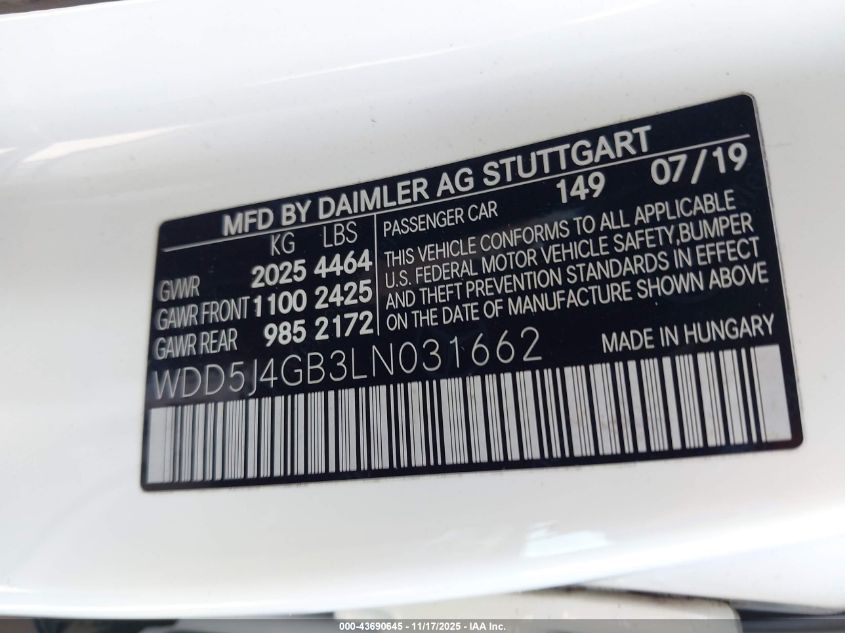 MFD BY DAIMLER AG STUTTGART
KG LBS
GVWR 2025 4464
GAWR FRONT 1100 2425
GAWR REAR 985 2172
PASSENGER CAR 149 07/19
THIS VEHICLE CONFORMS TO ALL APPLICABLE
U.S. FEDERAL MOTOR VEHICLE SAFETY,BUMPER
AND THEFT PREVENTION STANDARDS IN EFFECT
ON THE DATE OF MANUFACTURE SHOWN ABOVE
MADE IN HUNGARY
WDD5J4GB3LN031662
000-43690645 - 11/17/2025 - IAA Inc.